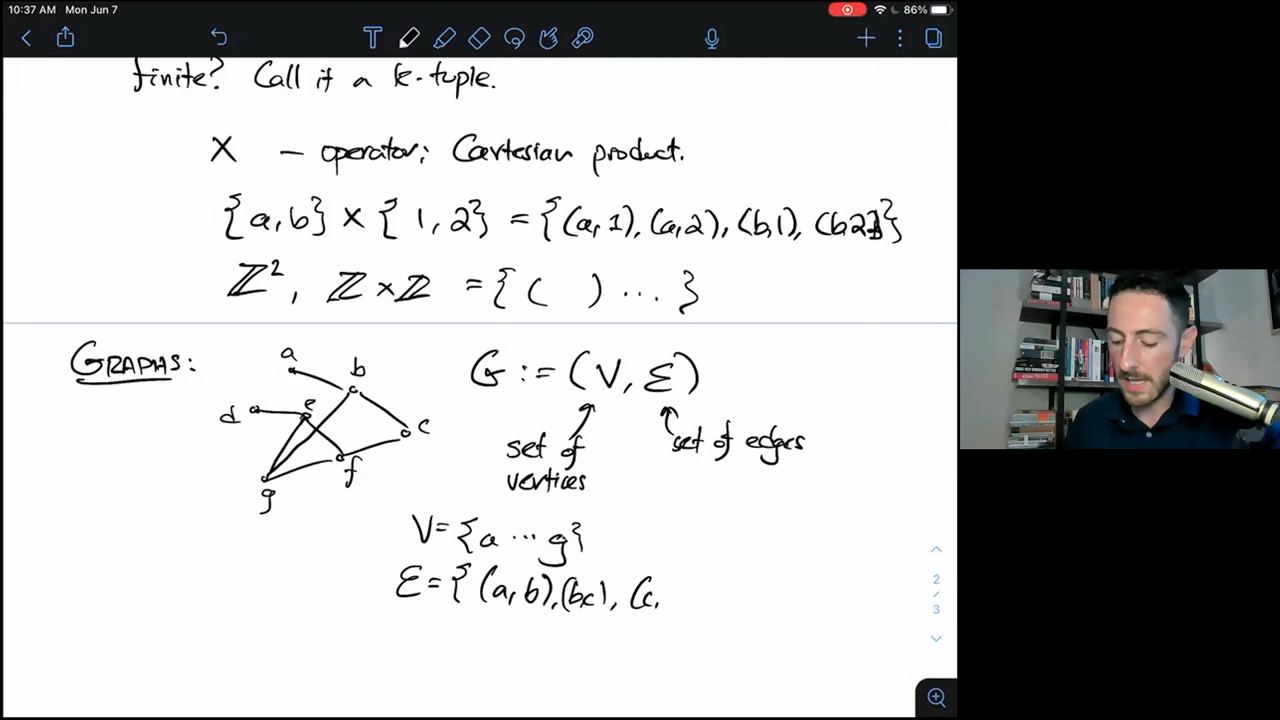 10:37 AM Mon Jun 7
86%
finite? Call it a k-tuple.
X — operator: Cartesian product.
{a,b} × {1,2} = {(a,1),(a,2),(b,1),(b,2)}
ℤ², ℤ×ℤ = {( ) ... }
GRAPHS:
G := (V, E)
a
b
c
d
e
f
g
set of vertices
set of edges
V = {a ... g}
E = {(a,b),(bc), (c,
2
/
3